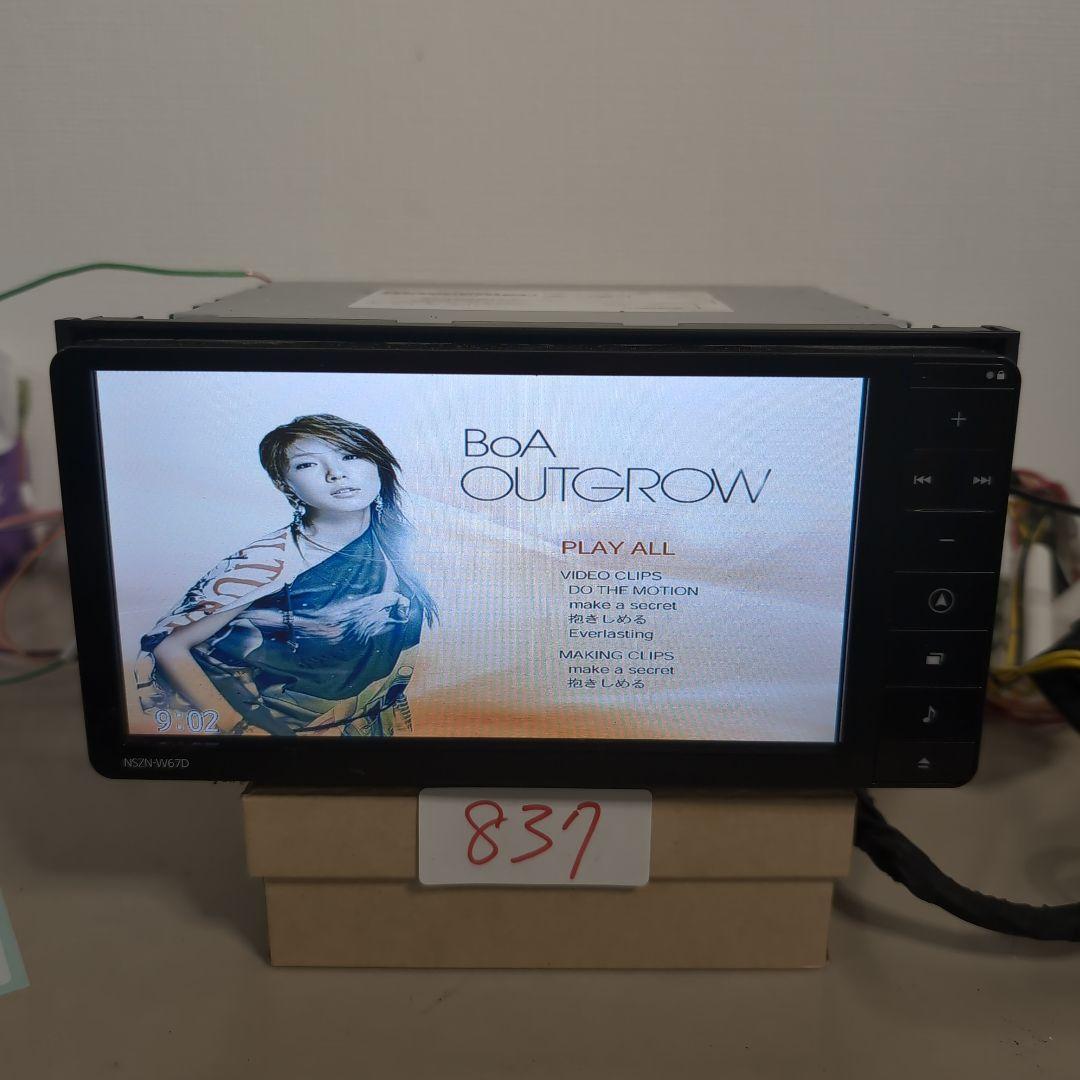 BoA
OUTGROW
PLAY ALL
VIDEO CLIPS
DO THE MOTION
make a secret
抱きしめる
Everlasting
MAKING CLIPS
make a secret
抱きしめる
9:02
NSZN-W67D
837